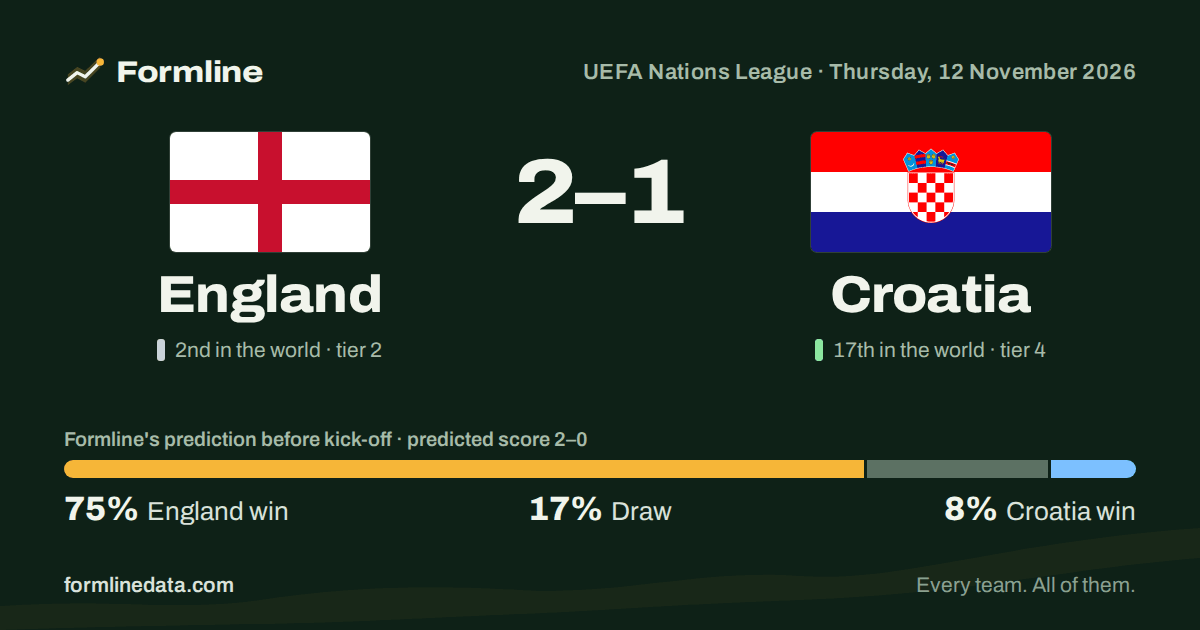 Formline
UEFA Nations League · Thursday, 12 November 2026
2–1
England
Croatia
2nd in the world · tier 2
17th in the world · tier 4
Formline's prediction before kick-off · predicted score 2–0
75% England win
17% Draw
8% Croatia win
formlinedata.com
Every team. All of them.